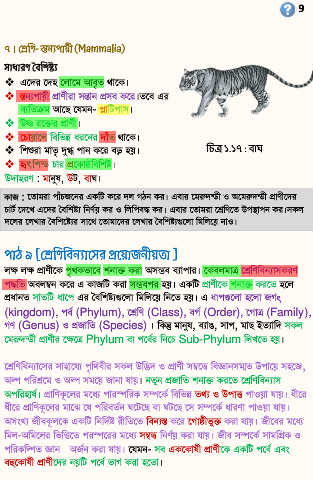 ? 9
৭। শ্রেণি- স্তন্যপায়ী (Mammalia)
সাধারণ বৈশিষ্ট্য
❖ এদের দেহ লোমে আবৃত থাকে।
❖ স্তন্যপায়ী প্রাণীরা সন্তান প্রসব করে।তবে এর
ব্যতিক্রম আছে যেমন- প্লাটিপাস।
❖ উষ্ণ রক্তের প্রাণী।
❖ চোয়ালে বিভিন্ন ধরনের দাঁত থাকে।
❖ শিশুরা মাতৃ দুগ্ধ পান করে বড় হয়।
❖ হৃৎপিণ্ড চার প্রকোষ্ঠবিশিষ্ট।
উদাহরণ : মানুষ, উট, বাঘ।
চিত্র ১.১৭ : বাঘ
কাজ : তোমরা পাঁচজনের একটি করে দল গঠন কর। এবার মেরুদন্ডী ও অমেরুদন্ডী প্রাণীদের
চার্ট দেখে এদের বৈশিষ্ট্য নির্ণয় কর ও লিপিবদ্ধ কর। এবার তোমরা শ্রেণিতে উপস্থাপন কর।সকল
দলের লেখার বৈশিষ্ট্যের সাথে তোমাদের লেখার বৈশিষ্ট্যগুলো মিলিয়ে নাও।
পাঠ ৯ [শ্রেণিবিন্যাসের প্রয়োজনীয়তা ]
লক্ষ লক্ষ প্রাণীকে পৃথকভাবে শনাক্ত করা অসম্ভব ব্যাপার। কেবলমাত্র শ্রেণিবিন্যাসকরণ
পদ্ধতি অবলম্বন করে এ কাজটি করা সম্ভবপর হয়। একটি প্রাণীকে শনাক্ত করতে হলে
প্রধানত সাতটি ধাপে এর বৈশিষ্ট্যগুলো মিলিয়ে নিতে হয়। এ ধাপগুলো হলো জগৎ
(kingdom), পর্ব (Phylum), শ্রেণি (Class), বর্গ (Order), গোত্র (Family),
গণ (Genus) ও প্রজাতি (Species) । কিন্তু মানুষ, ব্যাঙ, সাপ, মাছ ইত্যাদি সকল
মেরুদন্ডী প্রাণীর ক্ষেত্রে Phylum বা পর্বের নিচে Sub-Phylum লিখতে হয়।
শ্রেণিবিন্যাসের সাহায্যে পৃথিবীর সকল উদ্ভিদ ও প্রাণী সম্বন্ধে বিজ্ঞানসম্মত উপায়ে সহজে,
অল্প পরিশ্রমে ও অল্প সময়ে জানা যায়। নতুন প্রজাতি শনাক্ত করতে শ্রেণিবিন্যাস
অপরিহার্য। প্রাণিকুলের মধ্যে পারস্পরিক সম্পর্কে বিভিন্ন তথ্য ও উপাত্ত পাওয়া যায়। ধীরে
ধীরে প্রাণিকুলের মাঝে যে পরিবর্তন ঘটেছে বা ঘটছে সে সম্পর্কে ধারণা পাওয়া যায়।
অসংখ্য জীবকুলকে একটি নির্দিষ্ট রীতিতে বিন্যস্ত করে গোষ্ঠীভুক্ত করা যায়। জীবের মধ্যে
মিল-অমিলের ভিত্তিতে পরস্পরের মধ্যে সম্বন্ধ নির্ণয় করা যায়। জীব সম্পর্কে সামগ্রিক ও
পরিকল্পিত জ্ঞান অর্জন করা যায়। যেমন- সব এককোষী প্রাণীকে একটি পর্বে এবং
বহুকোষী প্রাণীদের নয়টি পর্বে ভাগ করা হতো।